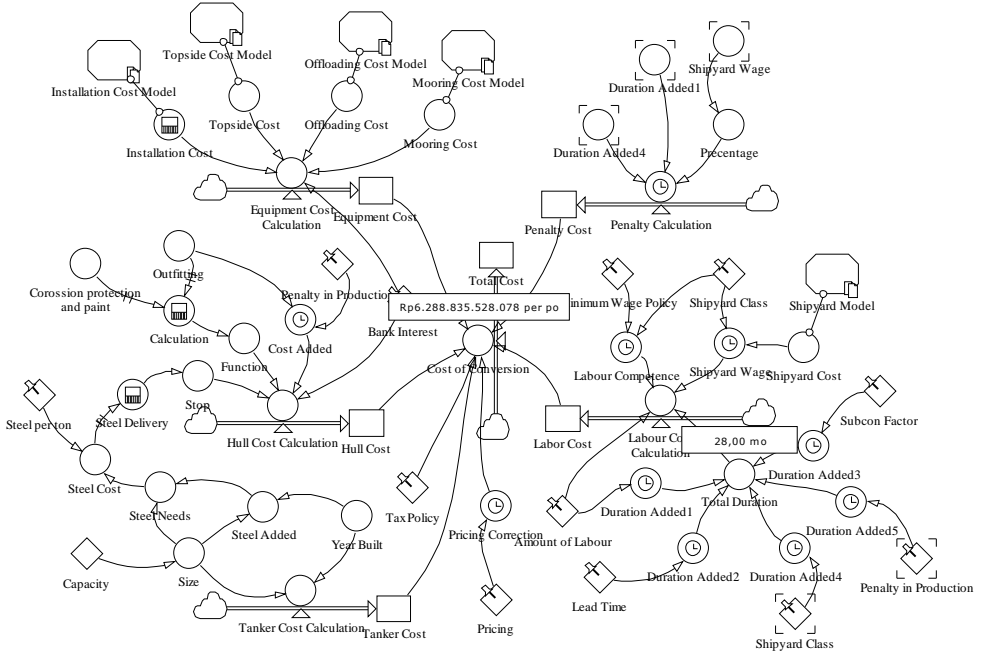 Topside Cost Model
Offloading Cost Model
Installation Cost Model
Mooring Cost Model
Shipyard Wage
Duration Added1
Topside Cost
Offloading Cost
Mooring Cost
Installation Cost
Duration Added4
Precentage
Equipment Cost
Calculation
Equipment Cost
Penalty Cost
Penalty Calculation
Outfitting
Corossion protection
and paint
Penalty in Production
Total Cost
Rp6.288.835.528.078 per po
inimum Wage Policy
Shipyard Class
Shipyard Model
Bank Interest
Calculation
Cost Added
Function
Cost of Conversion
Labour Competence
Shipyard Wage
Shipyard Cost
Steel per ton
Steel Delivery
Stop
Hull Cost Calculation
Hull Cost
Labor Cost
Labour Co
Calculation
28,00 mo
Subcon Factor
Steel Cost
Duration Added3
Total Duration
Steel Needs
Steel Added
Year Built
Tax Policy
Pricing Correction
Amount of Labour
Duration Added1
Duration Added5
Capacity
Size
Duration Added2
Duration Added4
Penalty in Production
Lead Time
Tanker Cost Calculation
Tanker Cost
Pricing
Shipyard Class